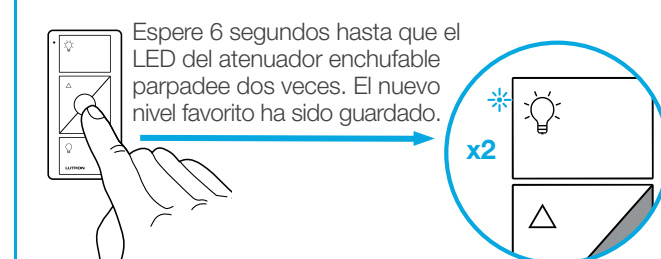 Espere 6 segundos hasta que el
LED del atenuador enchufable
parpadee dos veces. El nuevo
nivel favorito ha sido guardado.
x2
LUTRON